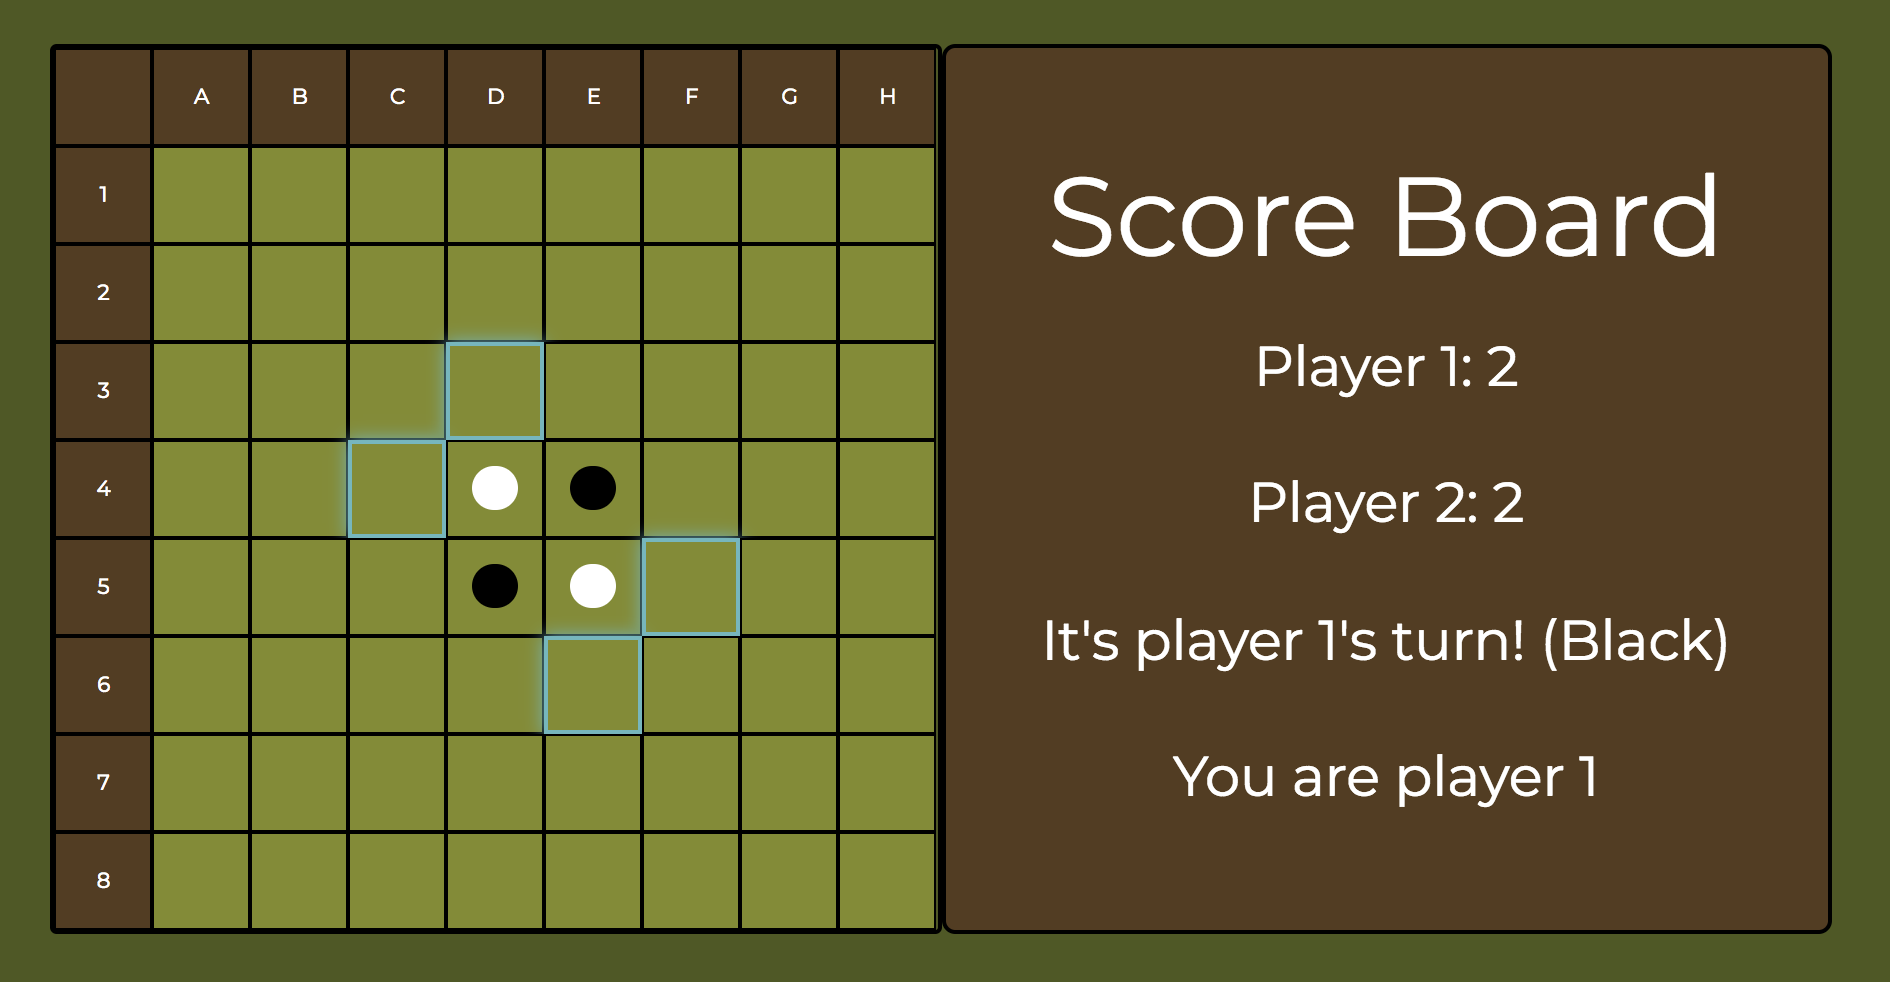 A B C D E F G H
1
2
3
4
5
6
7
8
Score Board
Player 1: 2
Player 2: 2
It's player 1's turn! (Black)
You are player 1